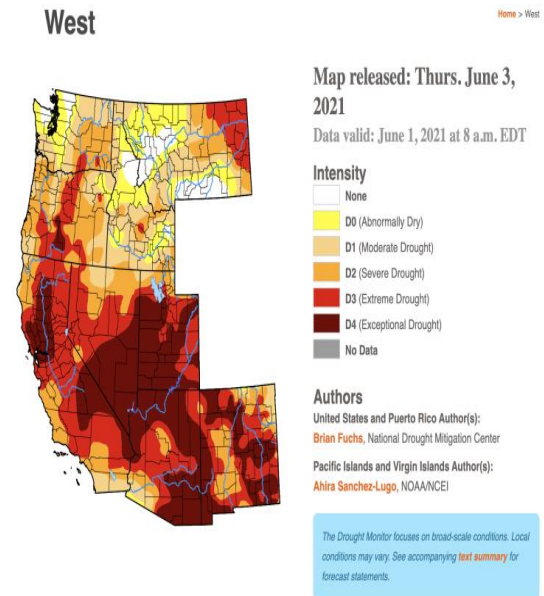 West
Home > West
Map released: Thurs. June 3,
2021
Data valid: June 1, 2021 at 8 a.m. EDT
Intensity
None
D0 (Abnormally Dry)
D1 (Moderate Drought)
D2 (Severe Drought)
D3 (Extreme Drought)
D4 (Exceptional Drought)
No Data
Authors
United States and Puerto Rico Author(s):
Brian Fuchs, National Drought Mitigation Center
Pacific Islands and Virgin Islands Author(s):
Ahira Sanchez-Lugo, NOAA/NCEI
The Drought Monitor focuses on broad-scale conditions. Local
conditions may vary. See accompanying text summary for
forecast statements.